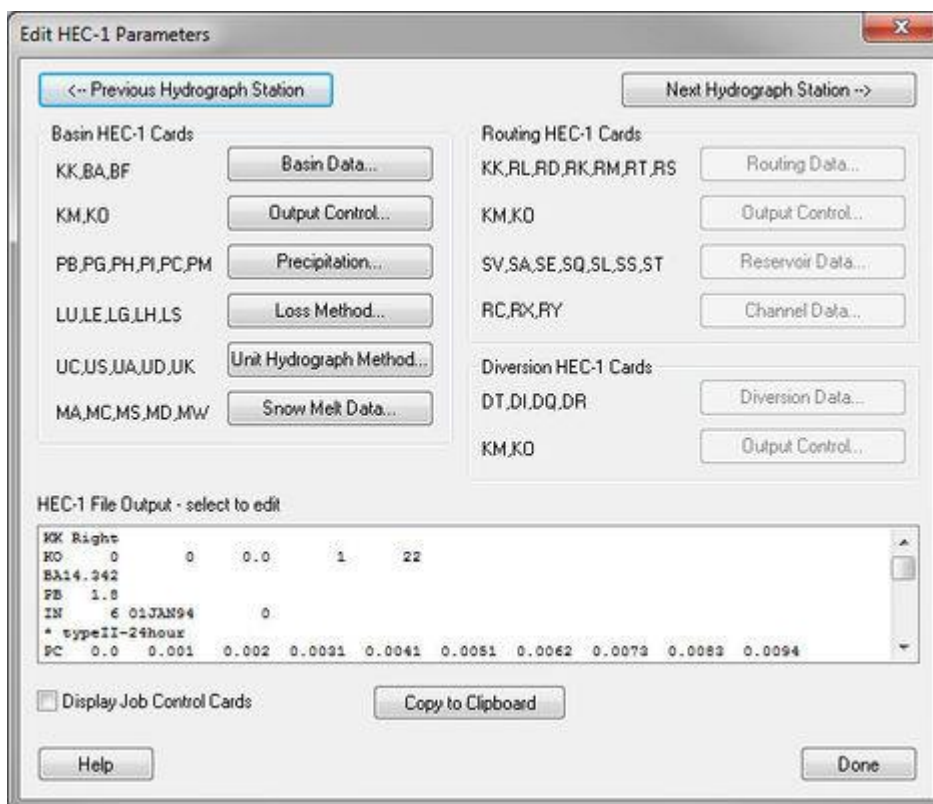 Edit HEC-1 Parameters
<-- Previous Hydrograph Station
Next Hydrograph Station -->
Basin HEC-1 Cards
KK,BA,BF
Basin Data...
KM,KO
Output Control...
PB,PG,PH,PI,PC,PM
Precipitation...
LU,LE,LG,LH,LS
Loss Method...
UC,US,UA,UD,UK
Unit Hydrograph Method...
MA,MC,MS,MD,MW
Snow Melt Data...
Routing HEC-1 Cards
KK,RL,RD,RK,RM,RT,RS
Routing Data...
KM,KO
Output Control...
SV,SA,SE,SQ,SL,SS,ST
Reservoir Data...
RC,RX,RY
Channel Data...
Diversion HEC-1 Cards
DT,DI,DQ,DR
Diversion Data...
KM,KO
Output Control...
HEC-1 File Output - select to edit
KK Right
KO 0 0 0.0 1 22
BA14.342
PB 1.8
IN 6 01JAN94 0
* typeII-24hour
PC 0.0 0.001 0.002 0.0031 0.0041 0.0051 0.0062 0.0073 0.0083 0.0094
Display Job Control Cards
Copy to Clipboard
Help
Done